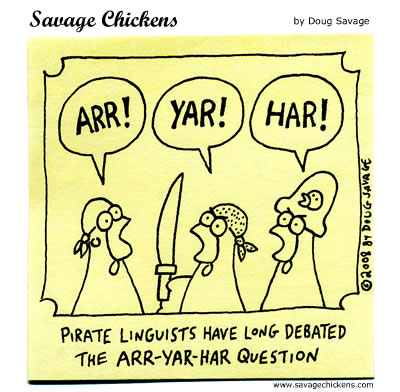 Savage Chickens
by Doug Savage
ARR!
YAR!
HAR!
©2008 BY DOUG SAVAGE
PIRATE LINGUISTS HAVE LONG DEBATED
THE ARR-YAR-HAR QUESTION
www.savagechickens.com